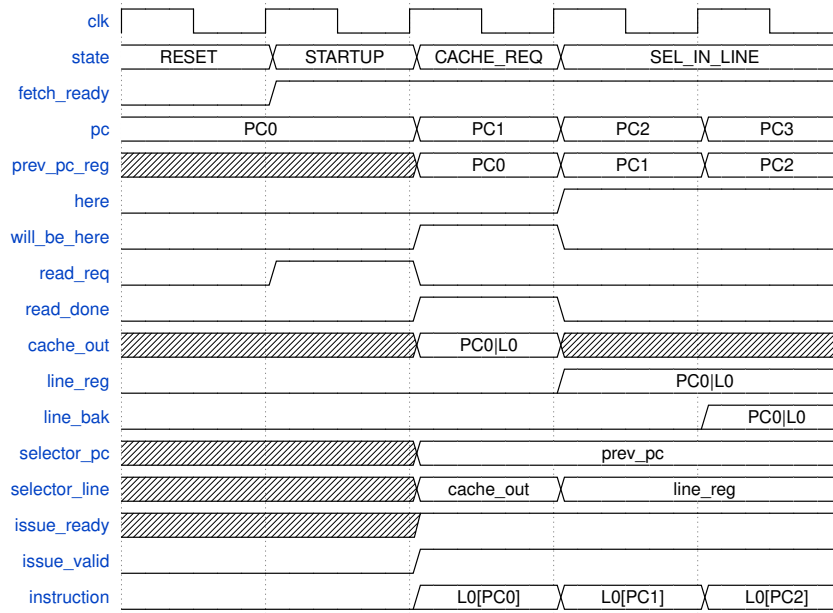 clk
state RESET STARTUP CACHE_REQ SEL_IN_LINE
fetch_ready
pc PC0 PC1 PC2 PC3
prev_pc_reg PC0 PC1 PC2
here
will_be_here
read_req
read_done
cache_out PC0|L0
line_reg PC0|L0
line_bak PC0|L0
selector_pc prev_pc
selector_line cache_out line_reg
issue_ready
issue_valid
instruction L0[PC0] L0[PC1] L0[PC2]